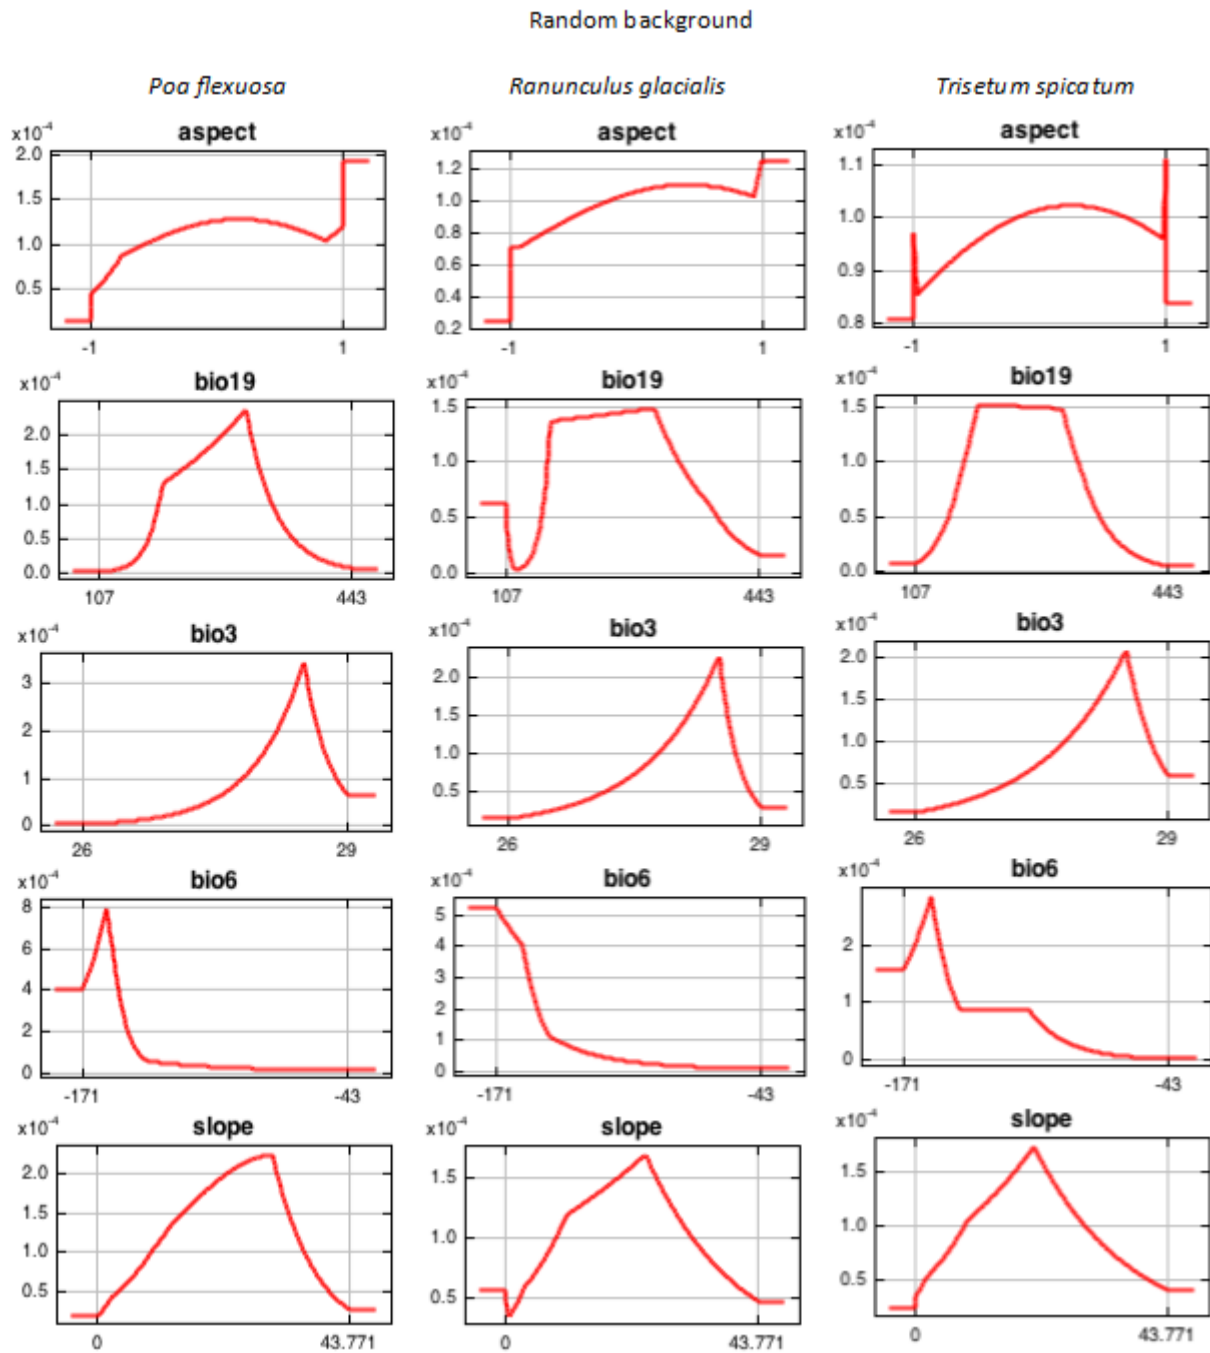 Random background
Poa flexuosa Ranunculus glacialis Trisetum spicatum
x10-4 aspect x10-4 aspect x10-4 aspect
2.0 1.5 1.0 0.5 1.2 1.0 0.8 0.6 0.4 0.2 1.1 1.0 0.9 0.8
-1 1 -1 1 -1 1
x10-4 bio19 x10-4 bio19 x10-4 bio19
2.0 1.5 1.0 0.5 0.0 1.5 1.0 0.5 0.0 1.5 1.0 0.5 0.0
107 443 107 443 107 443
x10-4 bio3 x10-4 bio3 x10-4 bio3
3 2 1 0 2.0 1.5 1.0 0.5 2.0 1.5 1.0 0.5
26 29 26 29 26 29
x10-4 bio6 x10-4 bio6 x10-4 bio6
8 6 4 2 0 5 4 3 2 1 0 2 1 0
-171 -43 -171 -43 -171 -43
x10-4 slope x10-4 slope x10-4 slope
2.0 1.5 1.0 0.5 1.5 1.0 0.5 1.5 1.0 0.5
0 43.771 0 43.771 0 43.771